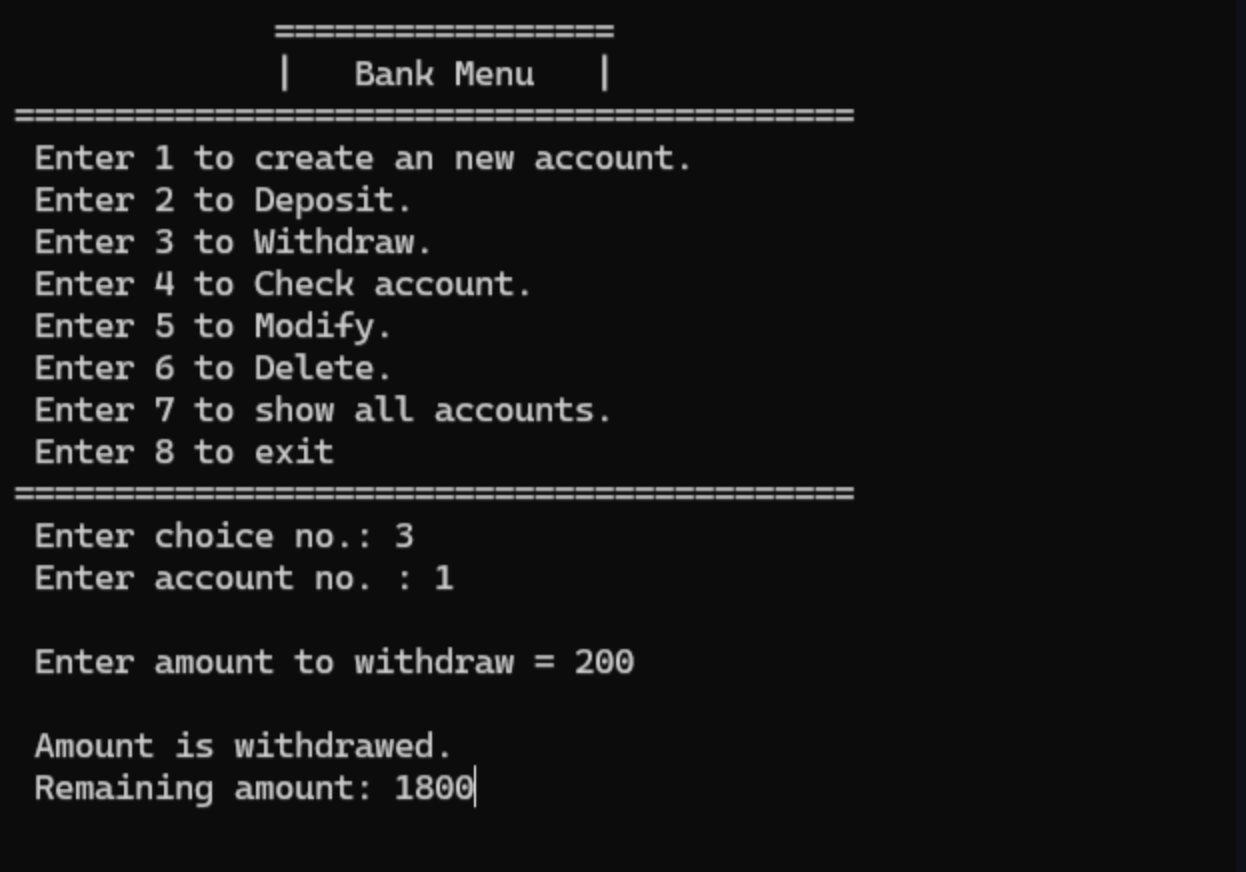 =================
|   Bank Menu   |
==========================================
Enter 1 to create an new account.
Enter 2 to Deposit.
Enter 3 to Withdraw.
Enter 4 to Check account.
Enter 5 to Modify.
Enter 6 to Delete.
Enter 7 to show all accounts.
Enter 8 to exit
==========================================
Enter choice no.: 3
Enter account no. : 1
Enter amount to withdraw = 200
Amount is withdrawed.
Remaining amount: 1800